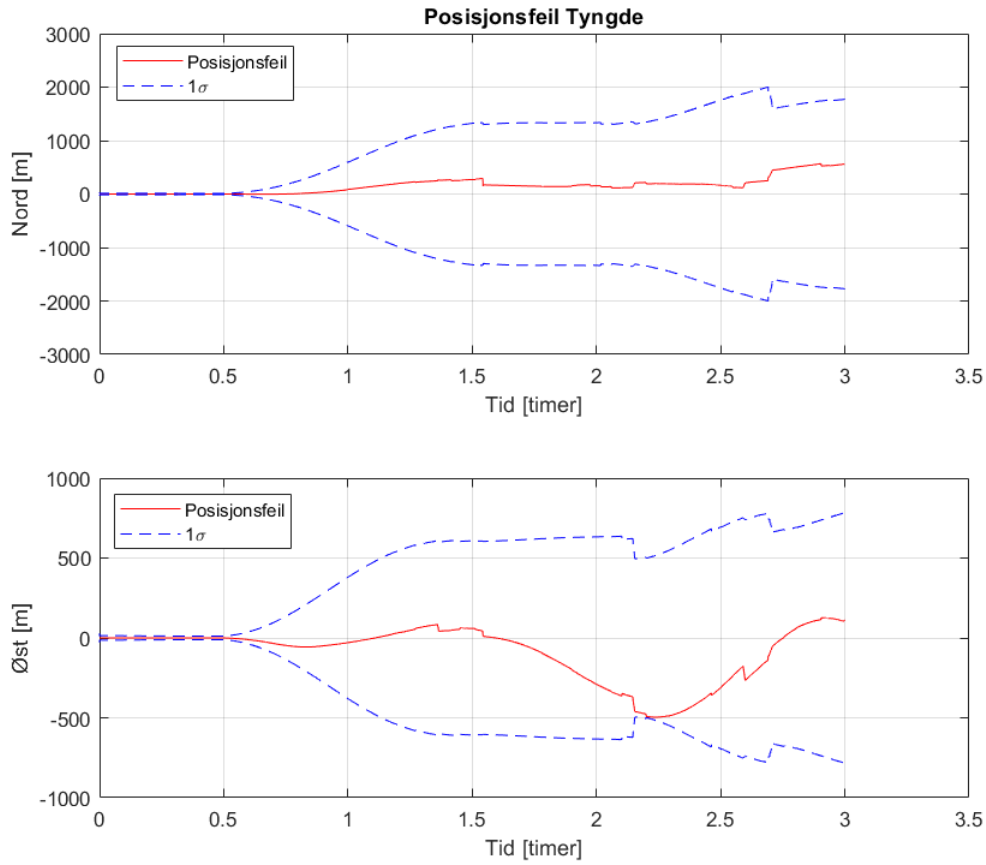 Posisjonsfeil Tyngde
3000
2000
1000
0
-1000
-2000
-3000
Nord [m]
Posisjonsfeil
1σ
0 0.5 1 1.5 2 2.5 3 3.5
Tid [timer]
1000
500
0
-500
-1000
Øst [m]
Posisjonsfeil
1σ
0 0.5 1 1.5 2 2.5 3 3.5
Tid [timer]